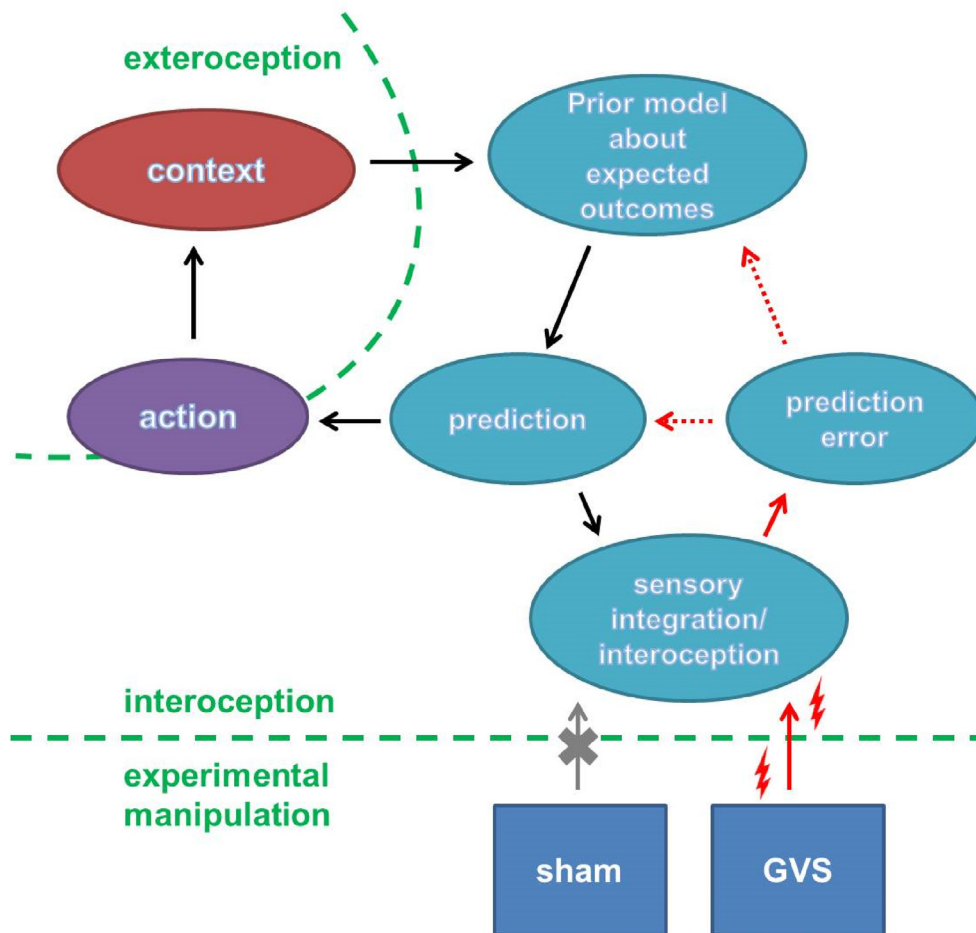 exteroception
Prior model
about
expected
outcomes
context
action
prediction
prediction
error
sensory
integration/
interoception
interoception
experimental
manipulation
sham
GVS